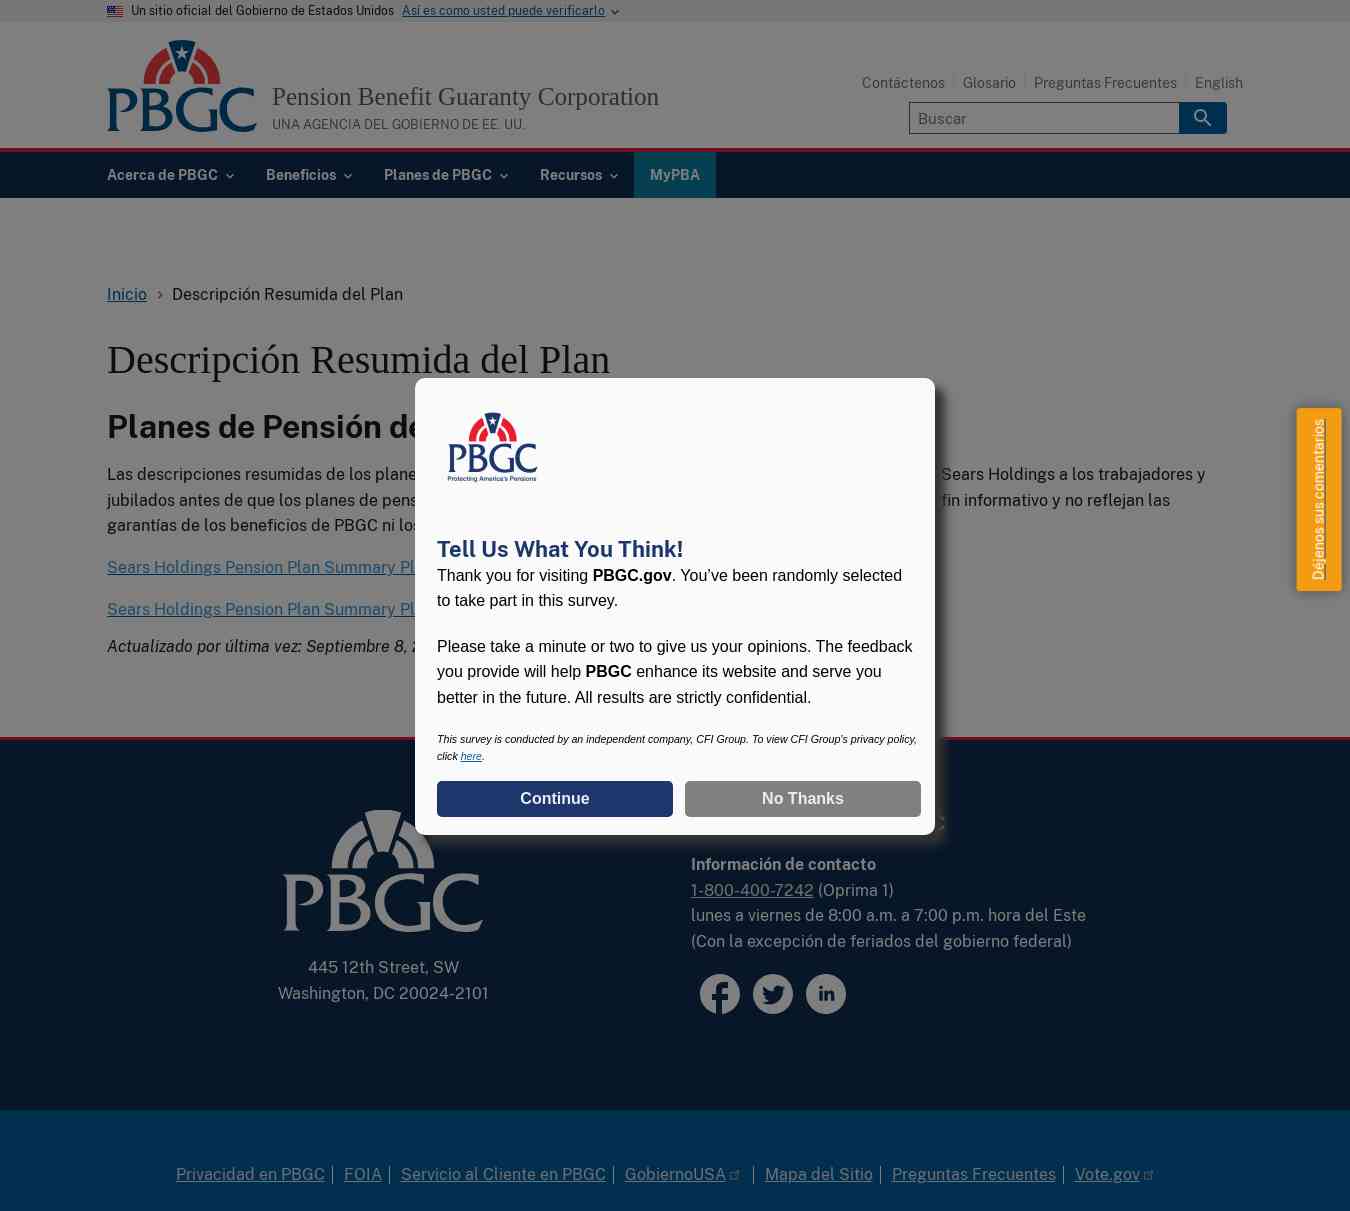 Un sitio oficial del Gobierno de Estados Unidos Así es como usted puede verificarlo
PBGC
Pension Benefit Guaranty Corporation
UNA AGENCIA DEL GOBIERNO DE EE. UU.
Contáctenos Glosario Preguntas Frecuentes English
Buscar
Acerca de PBGC Beneficios Planes de PBGC Recursos MyPBA
Inicio Descripción Resumida del Plan
Descripción Resumida del Plan
Planes de Pensión de
Las descripciones resumidas de los plane Sears Holdings a los trabajadores y
jubilados antes de que los planes de pens fin informativo y no reflejan las
garantías de los beneficios de PBGC ni los
Sears Holdings Pension Plan Summary Pl
Sears Holdings Pension Plan Summary Pl
Actualizado por última vez: Septiembre 8,
PBGC
Protecting America's Pensions
Tell Us What You Think!
Thank you for visiting PBGC.gov. You’ve been randomly selected
to take part in this survey.
Please take a minute or two to give us your opinions. The feedback
you provide will help PBGC enhance its website and serve you
better in the future. All results are strictly confidential.
This survey is conducted by an independent company, CFI Group. To view CFI Group's privacy policy,
click here.
Continue No Thanks
Déjenos sus comentarios
PBGC
445 12th Street, SW
Washington, DC 20024-2101
Información de contacto
1-800-400-7242 (Oprima 1)
lunes a viernes de 8:00 a.m. a 7:00 p.m. hora del Este
(Con la excepción de feriados del gobierno federal)
in
Privacidad en PBGC FOIA Servicio al Cliente en PBGC GobiernoUSA Mapa del Sitio Preguntas Frecuentes Vote.gov